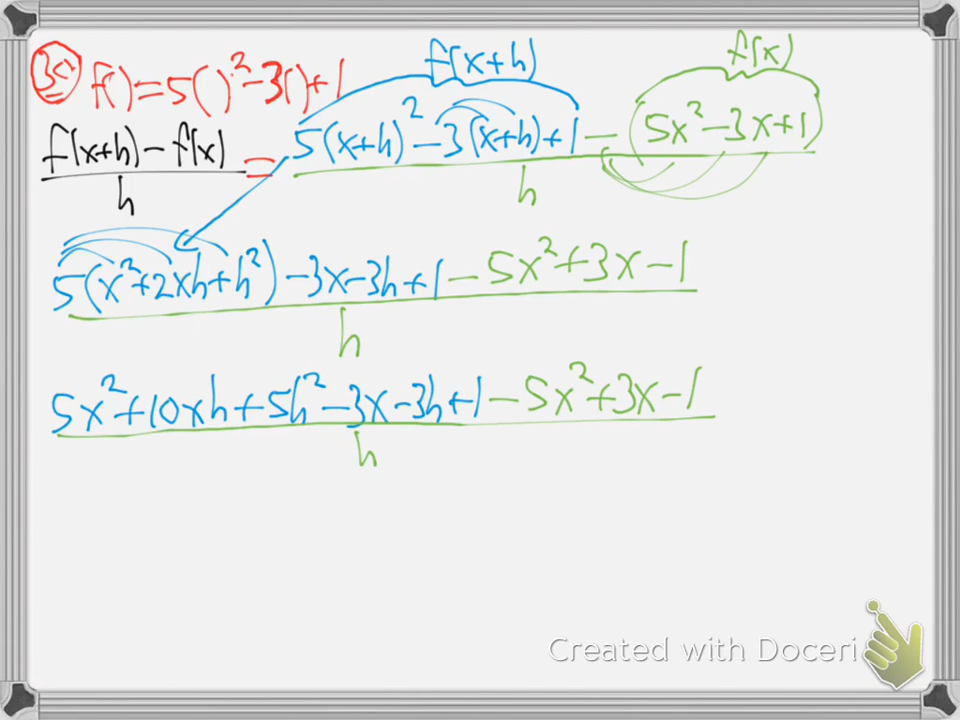 3c) f( ) = 5( )² - 3( ) + 1
f(x+h)
f(x)
f(x+h) - f(x) = 5(x+h)² - 3(x+h) + 1 - (5x² - 3x + 1)
h
h
5(x² + 2xh + h²) - 3x - 3h + 1 - 5x² + 3x - 1
h
5x² + 10xh + 5h² - 3x - 3h + 1 - 5x² + 3x - 1
h
Created with Doceri